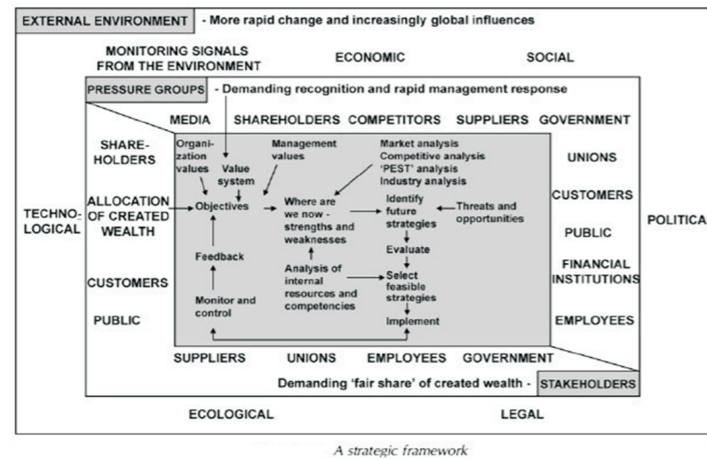 EXTERNAL ENVIRONMENT - More rapid change and increasingly global influences
MONITORING SIGNALS
FROM THE ENVIRONMENT
ECONOMIC
SOCIAL
PRESSURE GROUPS - Demanding recognition and rapid management response
MEDIA SHAREHOLDERS COMPETITORS SUPPLIERS GOVERNMENT
SHARE-
HOLDERS
ALLOCATION
OF CREATED
WEALTH
TECHNO-
LOGICAL
CUSTOMERS
PUBLIC
Organi-
zation
values
Value
system
Management
values
Market analysis
Competitive analysis
'PEST' analysis
Industry analysis
Objectives
Where are
we now -
strengths and
weaknesses
Identify
future
strategies
Threats and
opportunities
Evaluate
Feedback
Analysis of
internal
resources and
competencies
Select
feasible
strategies
Monitor and
control
Implement
UNIONS
CUSTOMERS
PUBLIC
FINANCIAL
INSTITUTIONS
EMPLOYEES
POLITICAL
SUPPLIERS UNIONS EMPLOYEES GOVERNMENT
Demanding 'fair share' of created wealth - STAKEHOLDERS
ECOLOGICAL
LEGAL
A strategic framework